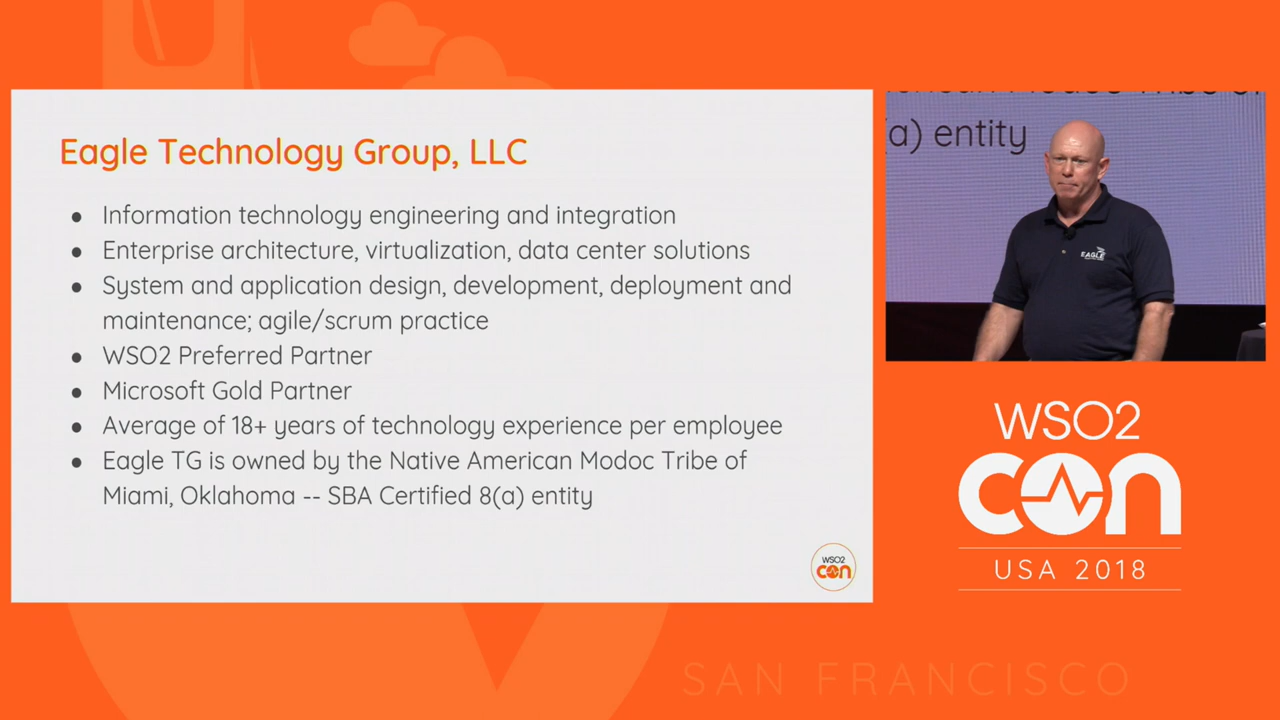 Eagle Technology Group, LLC
● Information technology engineering and integration
● Enterprise architecture, virtualization, data center solutions
● System and application design, development, deployment and
maintenance; agile/scrum practice
● WSO2 Preferred Partner
● Microsoft Gold Partner
● Average of 18+ years of technology experience per employee
● Eagle TG is owned by the Native American Modoc Tribe of
Miami, Oklahoma -- SBA Certified 8(a) entity
WSO2
con
(a) entity
EAGLE
WSO2
con
USA 2018
SAN FRANCISCO